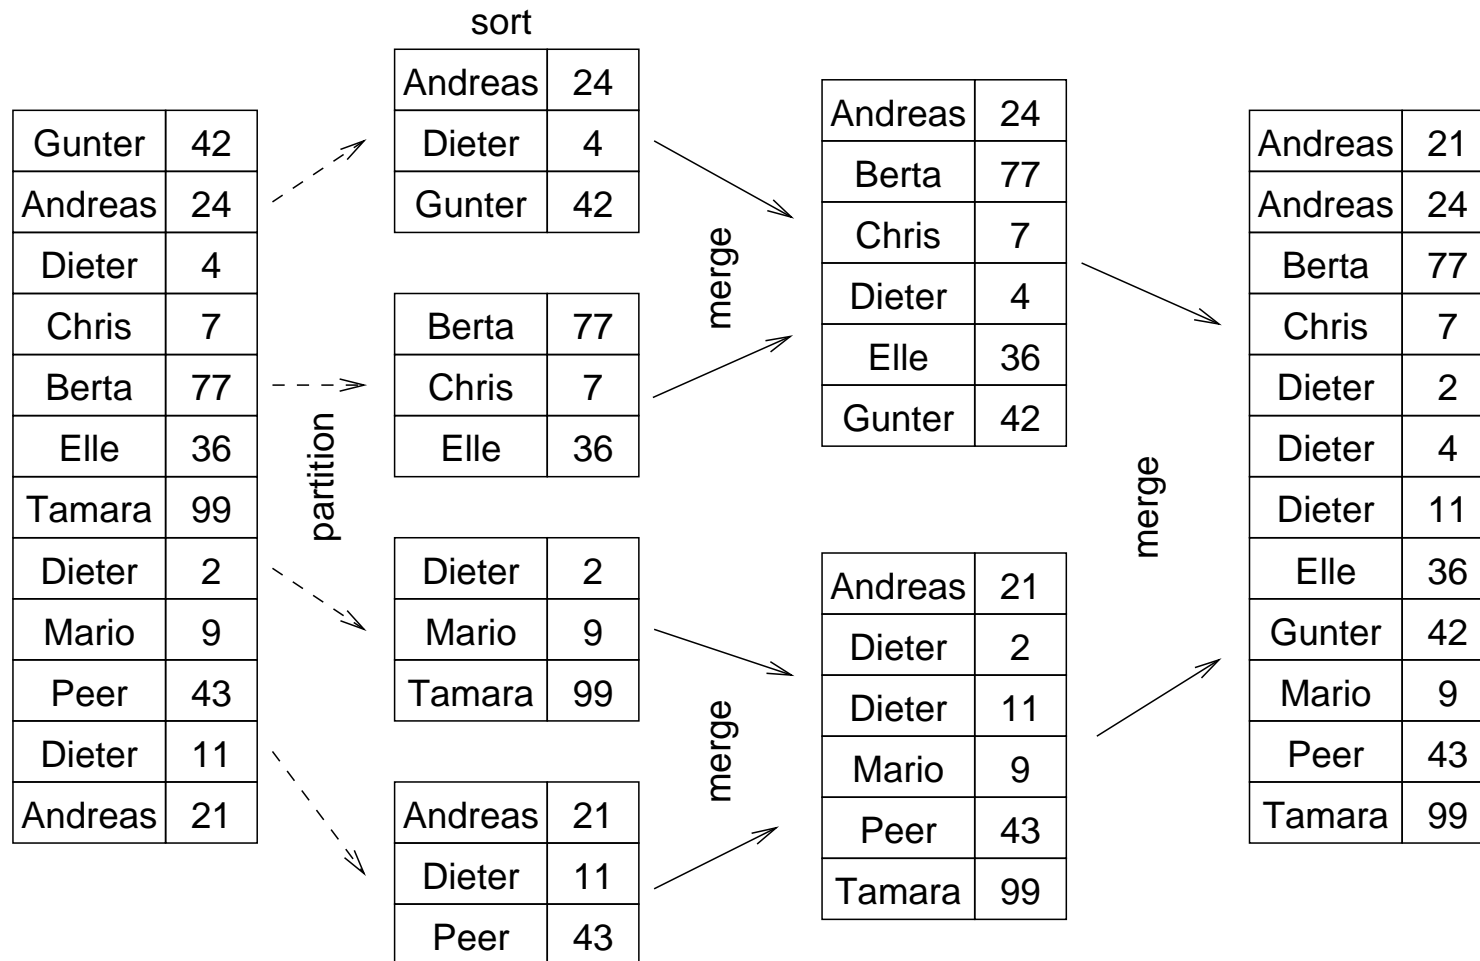 Gunter 42
Andreas 24
Dieter 4
Chris 7
Berta 77
Elle 36
Tamara 99
Dieter 2
Mario 9
Peer 43
Dieter 11
Andreas 21
partition
sort
Andreas 24
Dieter 4
Gunter 42
Berta 77
Chris 7
Elle 36
Dieter 2
Mario 9
Tamara 99
Andreas 21
Dieter 11
Peer 43
merge
merge
Andreas 24
Berta 77
Chris 7
Dieter 4
Elle 36
Gunter 42
Andreas 21
Dieter 2
Dieter 11
Mario 9
Peer 43
Tamara 99
merge
Andreas 21
Andreas 24
Berta 77
Chris 7
Dieter 2
Dieter 4
Dieter 11
Elle 36
Gunter 42
Mario 9
Peer 43
Tamara 99